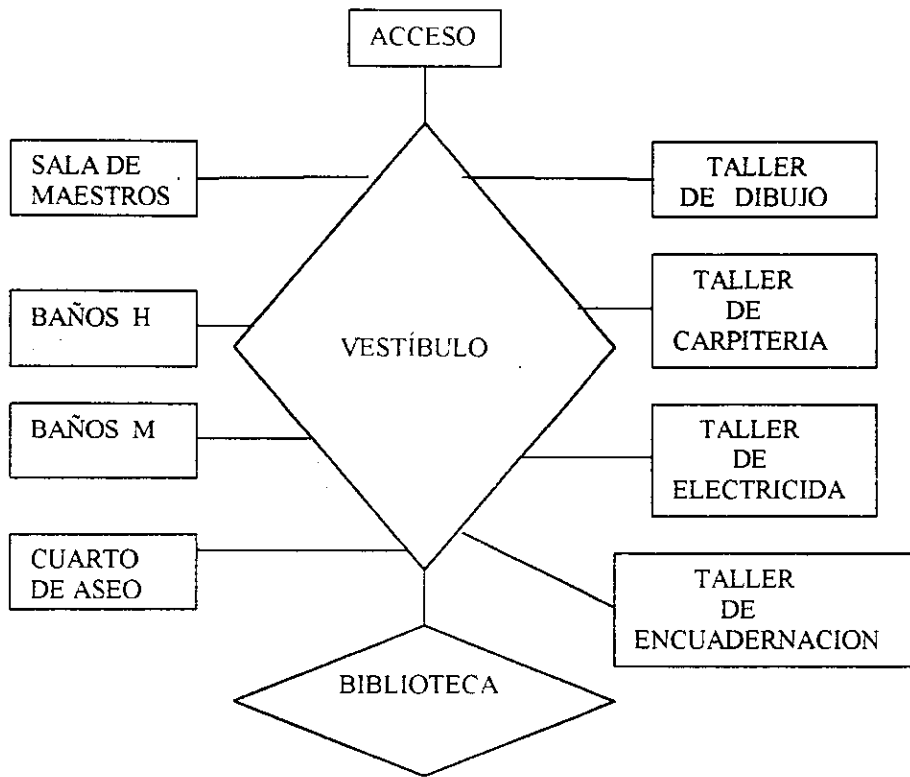 ACCESO
SALA DE
MAESTROS
TALLER
DE DIBUJO
BAÑOS H
TALLER
DE
CARPITERIA
VESTÍBULO
BAÑOS M
TALLER
DE
ELECTRICIDA
CUARTO
DE ASEO
TALLER
DE
ENCUADERNACION
BIBLIOTECA